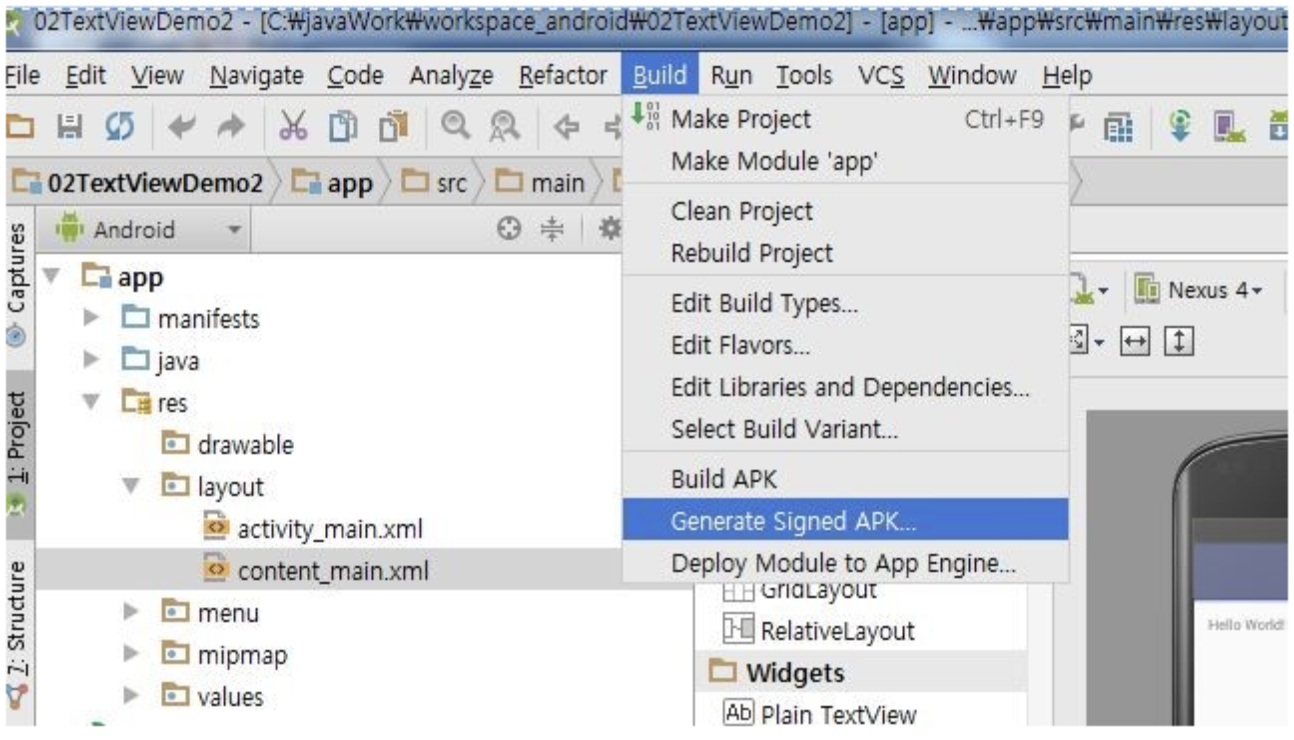 02TextViewDemo2 - [C:₩javaWork₩workspace_android₩02TextViewDemo2] - [app] - ...₩app₩src₩main₩res₩layout
File Edit View Navigate Code Analyze Refactor Build Run Tools VCS Window Help
Make Project Ctrl+F9
Make Module 'app'
02TextViewDemo2 app src main
Clean Project
Android
Rebuild Project
Captures
app
Edit Build Types...
Nexus 4
manifests
Edit Flavors...
java
Edit Libraries and Dependencies...
res
Select Build Variant...
1: Project
drawable
Build APK
layout
Generate Signed APK...
activity_main.xml
Deploy Module to App Engine...
content_main.xml
GridLayout
7: Structure
menu
RelativeLayout
Hello World!
mipmap
Widgets
values
Ab Plain TextView